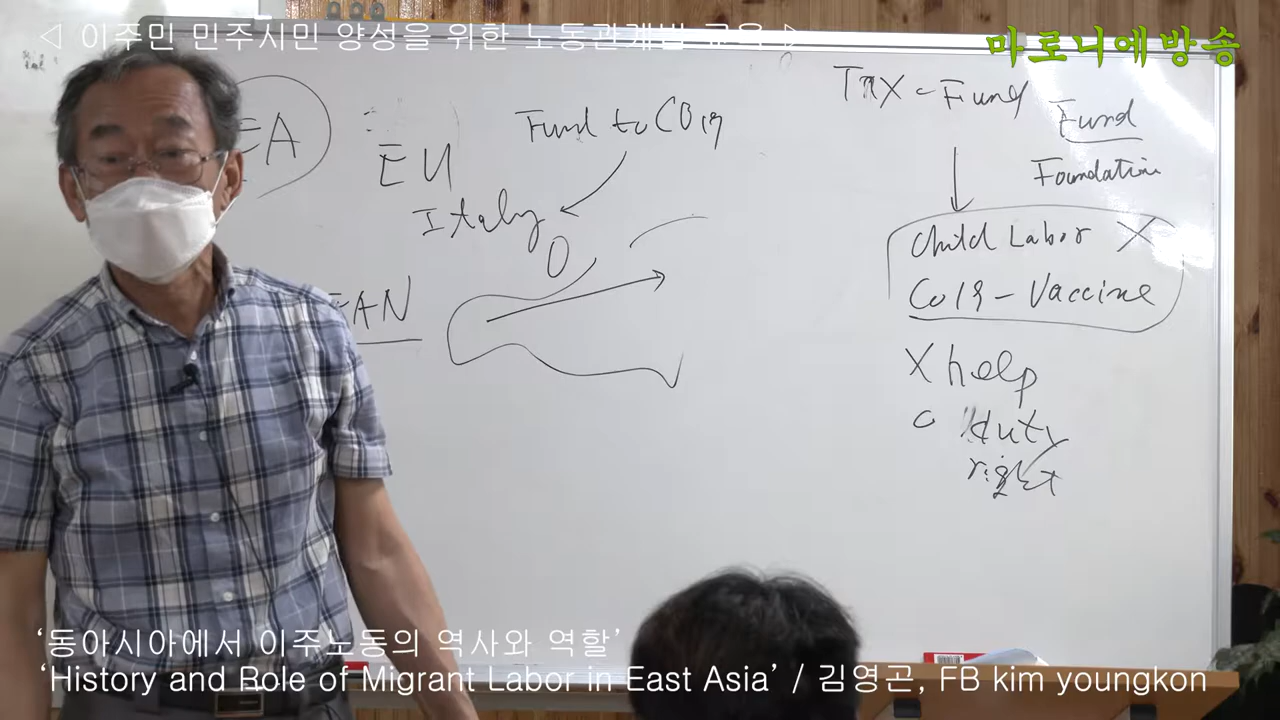 ◁ 이주민 민주시민 양성을 위한 노동관계법 교육 ▷
마로니에방송
EA
EU
Fund to CO19
Italy
0
EAN
TAX - Fund
Fund
Foundation
Child Labor X
Co19 - Vaccine
X help
O duty
right
‘동아시아에서 이주노동의 역사와 역할’
‘History and Role of Migrant Labor in East Asia’ / 김영곤, FB kim youngkon